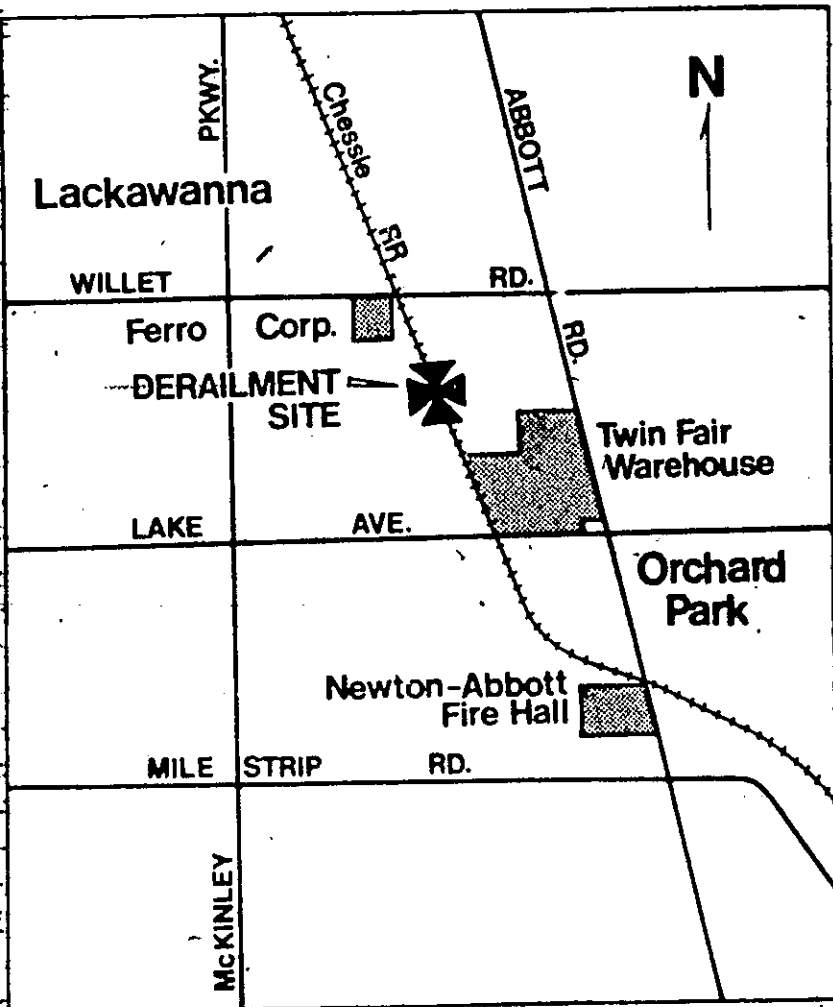 PKWY.
Chessie RR
ABBOTT RD.
N
Lackawanna
WILLET RD.
Ferro Corp.
DERAILMENT
SITE
Twin Fair
Warehouse
LAKE AVE.
Orchard
Park
Newton-Abbott
Fire Hall
MILE STRIP RD.
McKINLEY